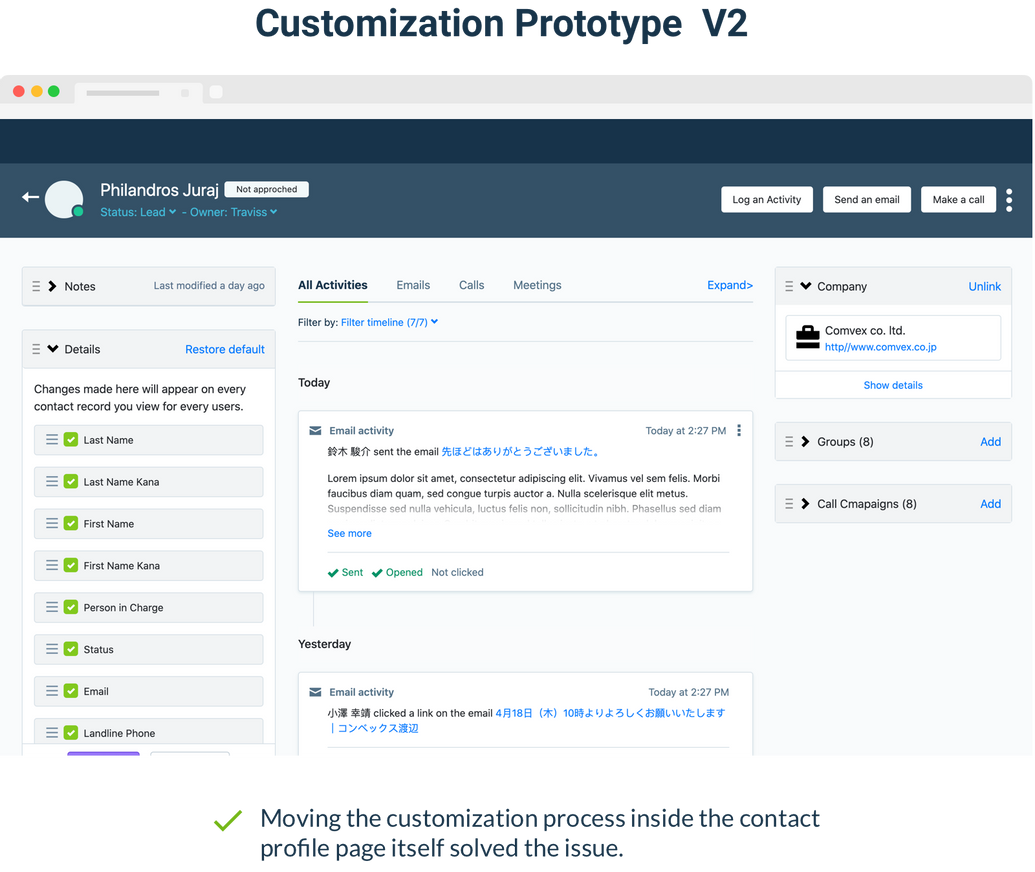 Customization Prototype V2
Philandros Juraj
Not approched
Status: Lead - Owner: Traviss
Log an Activity
Send an email
Make a call
Notes
Last modified a day ago
Details
Restore default
Changes made here will appear on every
contact record you view for every users.
Last Name
Last Name Kana
First Name
First Name Kana
Person in Charge
Status
Email
Landline Phone
All Activities
Emails
Calls
Meetings
Expand>
Filter by: Filter timeline (7/7)
Today
Email activity
Today at 2:27 PM
鈴木 駿介 sent the email 先ほどはありがとうございました。
Lorem ipsum dolor sit amet, consectetur adipiscing elit. Vivamus vel sem felis. Morbi
faucibus diam quam, sed congue turpis auctor a. Nulla scelerisque elit metus.
Suspendisse sed nulla vehicula, luctus felis non, sollicitudin nibh. Phasellus sed diam
See more
Sent
Opened
Not clicked
Yesterday
Email activity
Today at 2:27 PM
小澤 幸靖 clicked a link on the email 4月18日（木）10時よりよろしくお願いいたします
｜コンベックス渡辺
Company
Unlink
Comvex co. ltd.
http//www.comvex.co.jp
Show details
Groups (8)
Add
Call Cmapaigns (8)
Add
Moving the customization process inside the contact
profile page itself solved the issue.